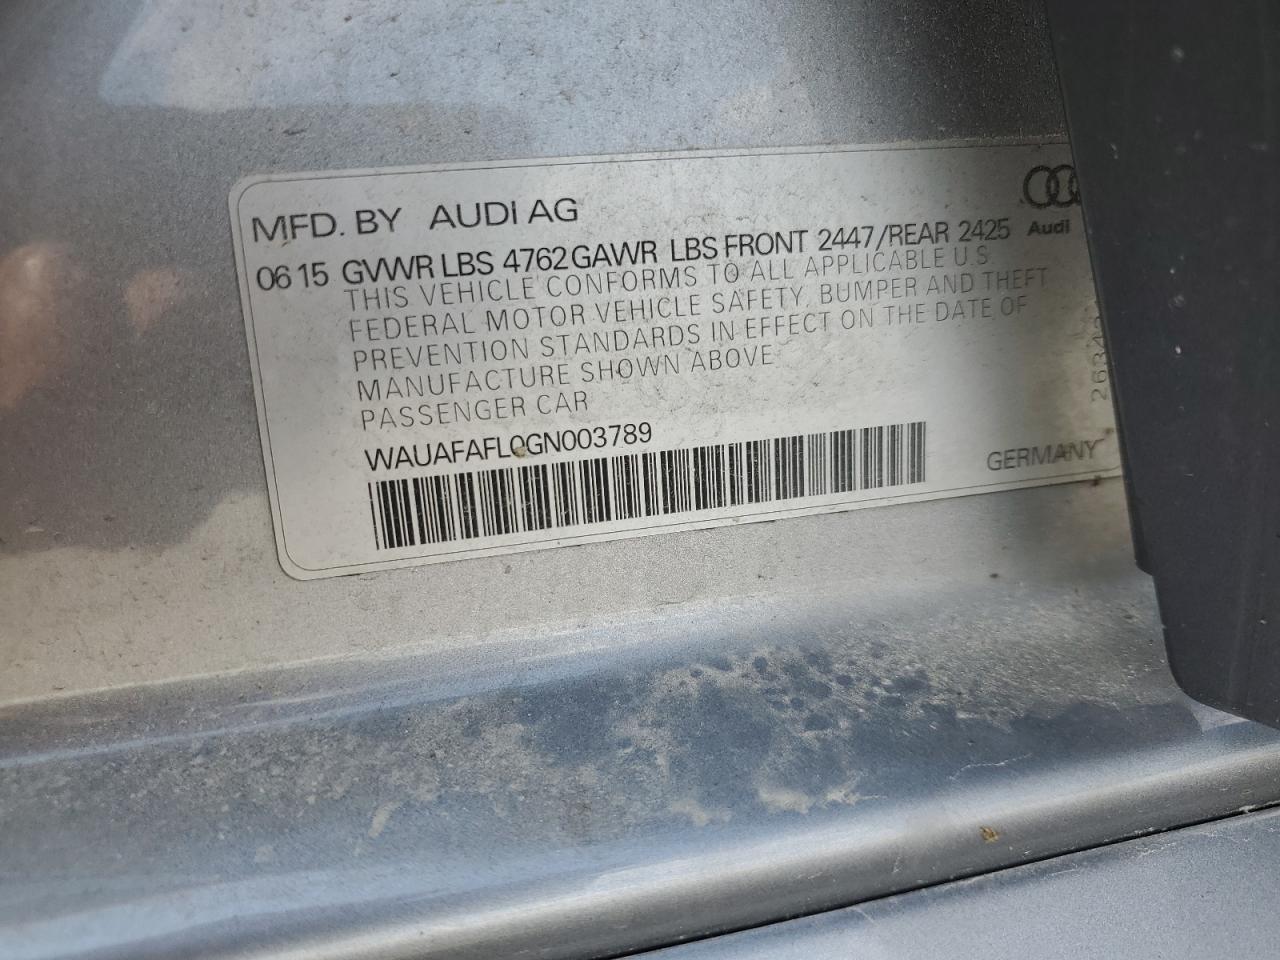 MFD. BY AUDI AG
Audi
06 15 GVWR LBS 4762 GAWR LBS FRONT 2447/REAR 2425
THIS VEHICLE CONFORMS TO ALL APPLICABLE U.S
FEDERAL MOTOR VEHICLE SAFETY, BUMPER AND THEFT
PREVENTION STANDARDS IN EFFECT ON THE DATE OF
MANUFACTURE SHOWN ABOVE
PASSENGER CAR
WAUAFAFL0GN003789
GERMANY